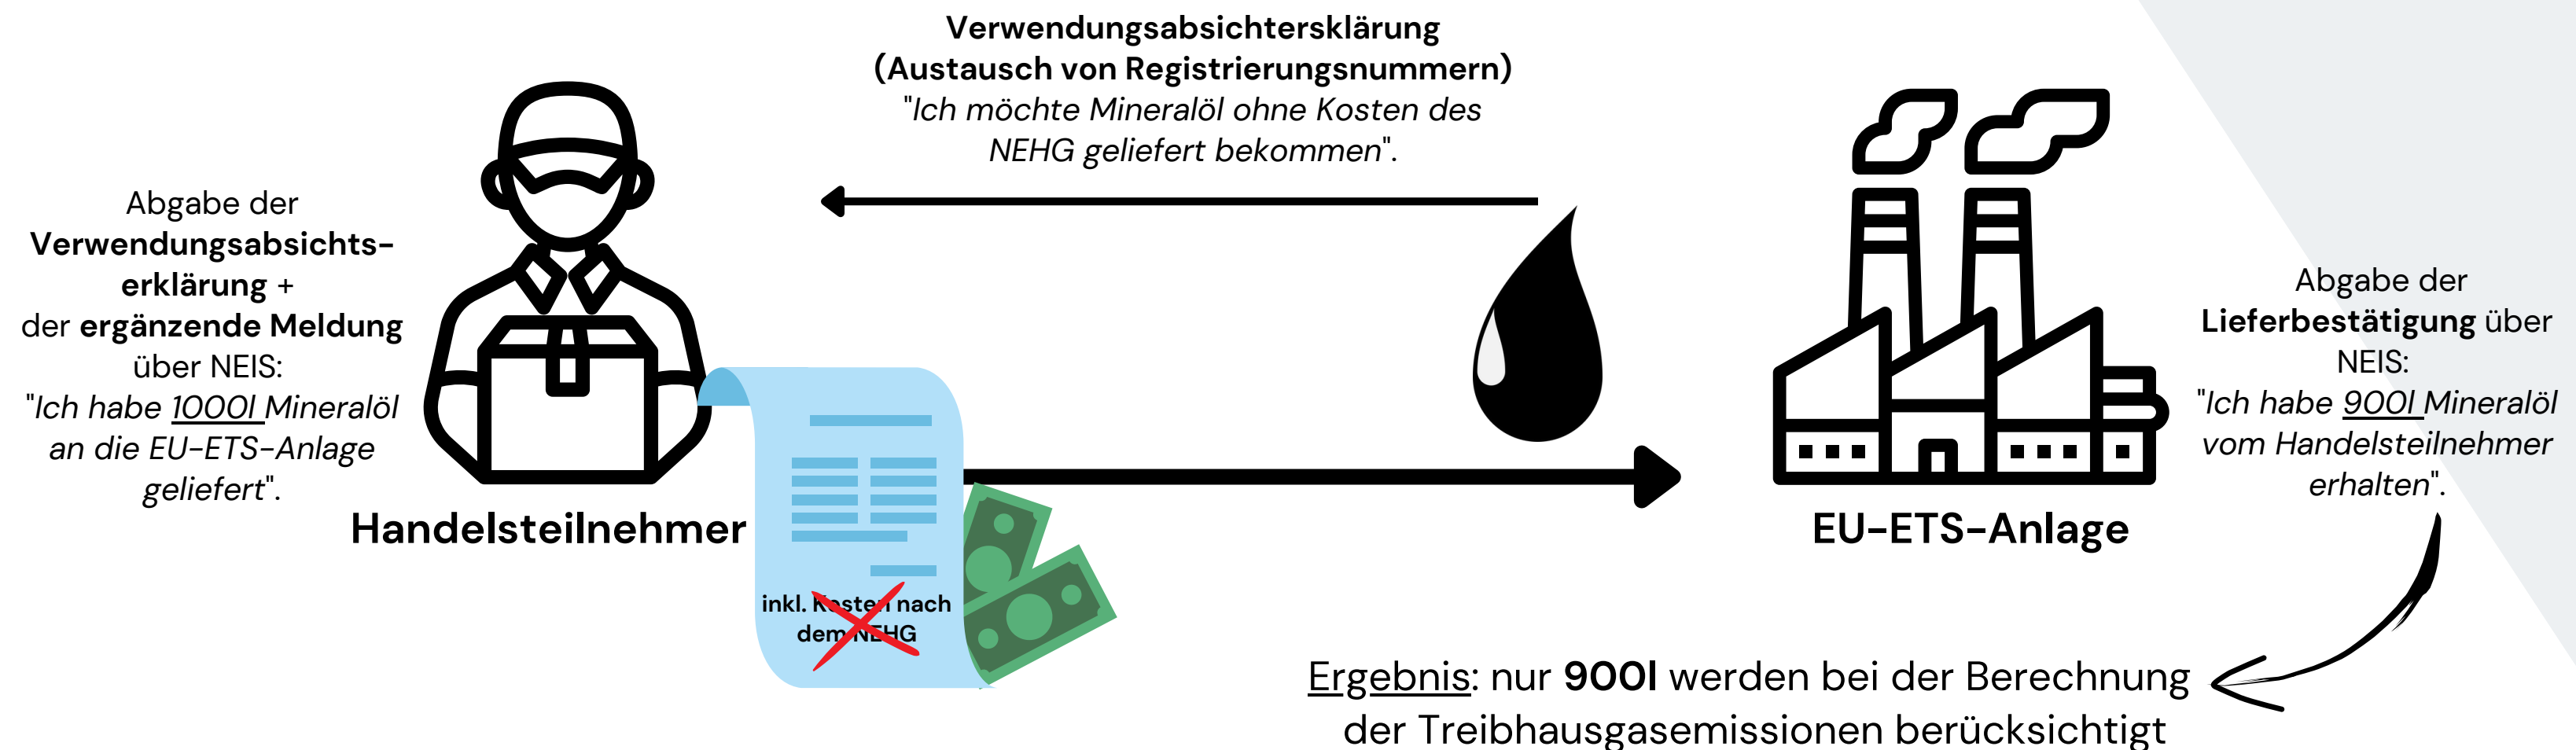 Verwendungsabsichtersklärung
(Austausch von Registrierungsnummern)
"Ich möchte Mineralöl ohne Kosten des
NEHG geliefert bekommen".
Abgabe der
Verwendungsabsichts-
erklärung +
der ergänzende Meldung
über NEIS:
"Ich habe 1000l Mineralöl
an die EU-ETS-Anlage
geliefert".
Handelsteilnehmer
inkl. Kosten nach
dem NEHG
EU-ETS-Anlage
Abgabe der
Lieferbestätigung über
NEIS:
"Ich habe 900l Mineralöl
vom Handelsteilnehmer
erhalten".
Ergebnis: nur 900l werden bei der Berechnung
der Treibhausgasemissionen berücksichtigt